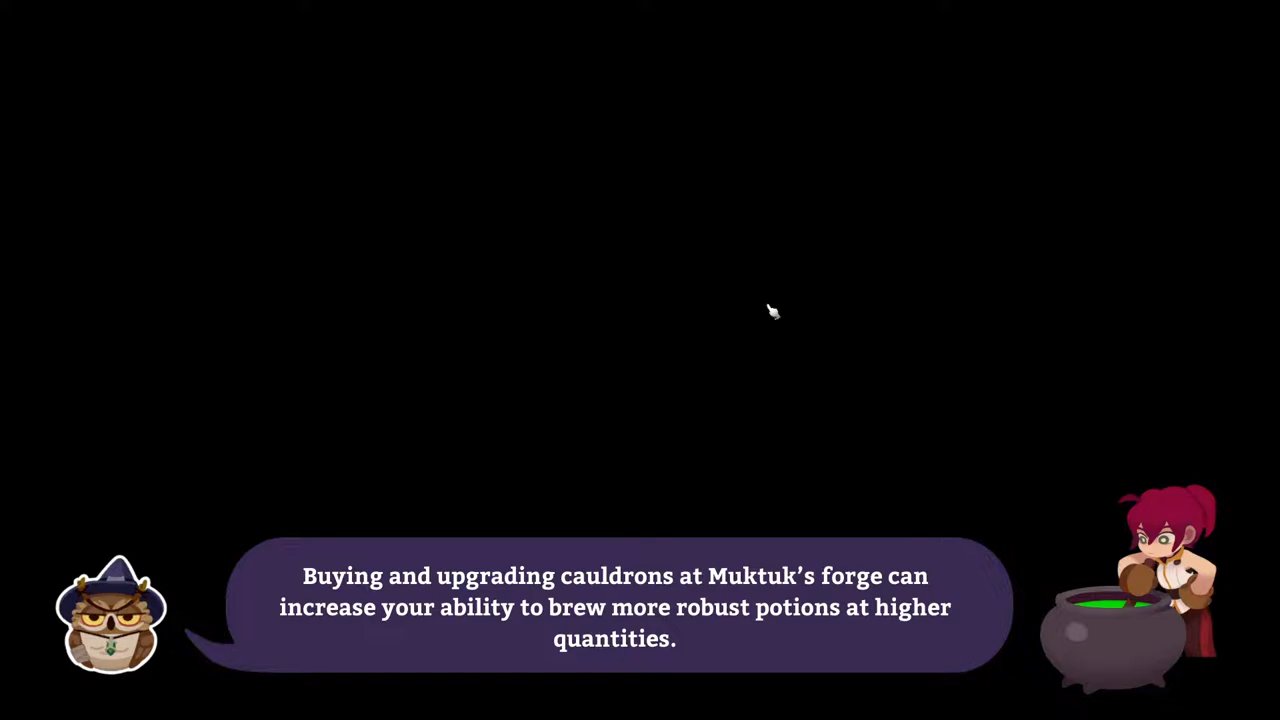 Buying and upgrading cauldrons at Muktuk’s forge can
increase your ability to brew more robust potions at higher
quantities.